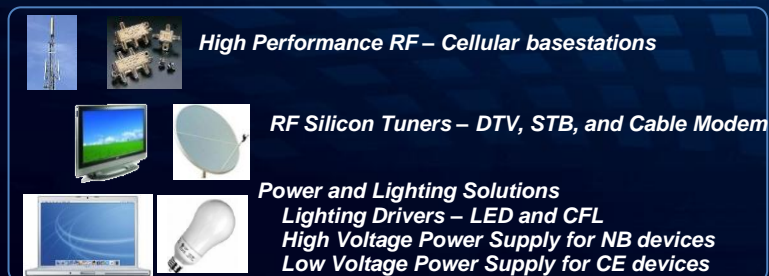 High Performance RF – Cellular basestations
RF Silicon Tuners – DTV, STB, and Cable Modem
Power and Lighting Solutions
Lighting Drivers – LED and CFL
High Voltage Power Supply for NB devices
Low Voltage Power Supply for CE devices